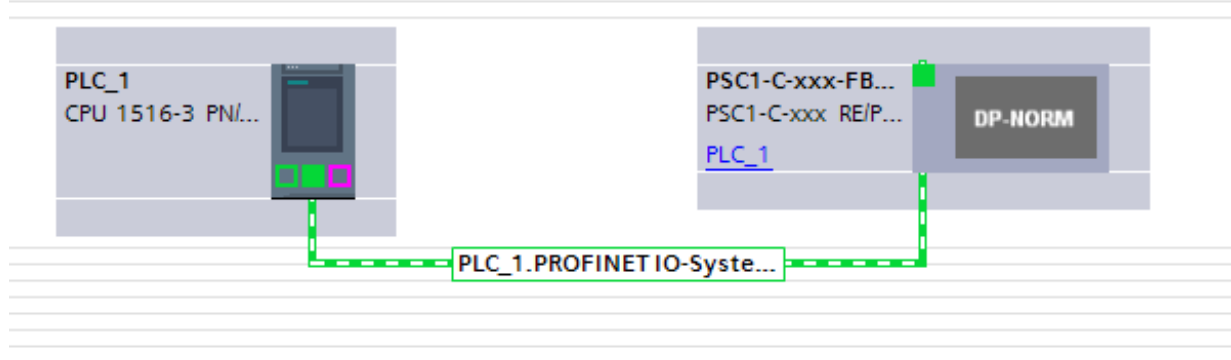 PLC_1
CPU 1516-3 PN/...
PSC1-C-xxx-FB...
PSC1-C-xxx RE/P...
PLC_1
DP-NORM
PLC_1.PROFINET IO-Syste...